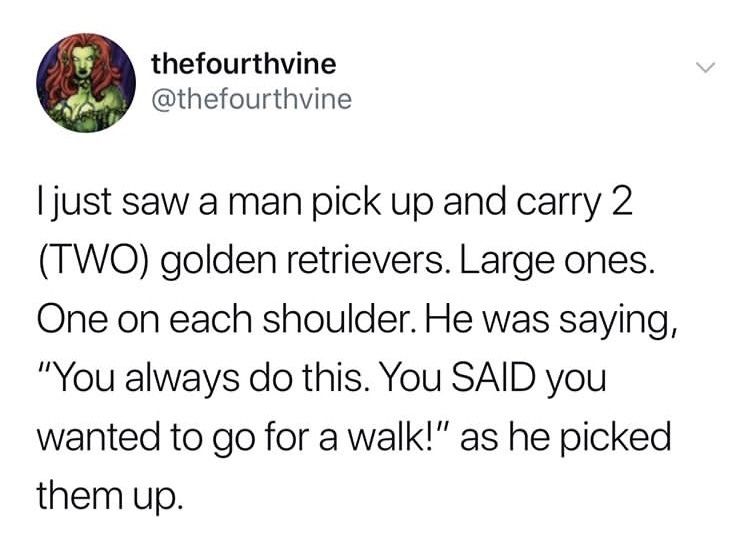 thefourthvine
@thefourthvine
I just saw a man pick up and carry 2
(TWO) golden retrievers. Large ones.
One on each shoulder. He was saying,
"You always do this. You SAID you
wanted to go for a walk!" as he picked
them up.